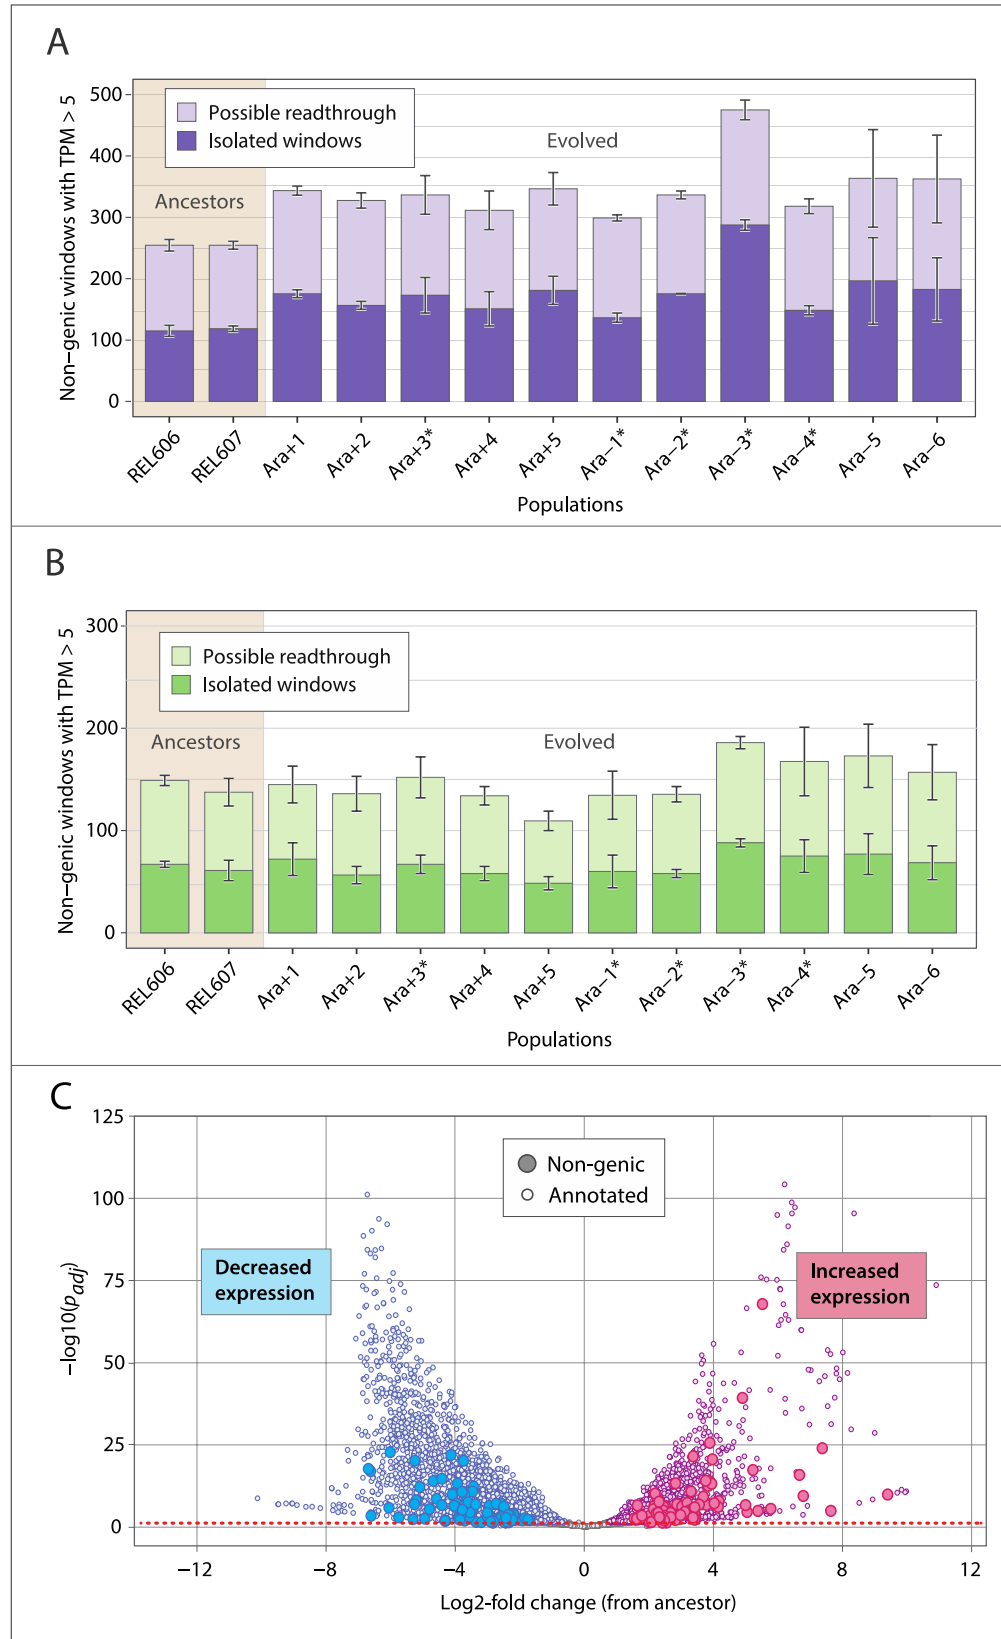 A
Non-genic windows with TPM > 5
500
400
300
200
100
0
Possible readthrough
Isolated windows
Ancestors
Evolved
REL606
REL607
Ara+1
Ara+2
Ara+3*
Ara+4
Ara+5
Ara−1*
Ara−2*
Ara−3*
Ara−4*
Ara−5
Ara−6
Populations
B
Non-genic windows with TPM > 5
300
200
100
0
Possible readthrough
Isolated windows
Ancestors
Evolved
REL606
REL607
Ara+1
Ara+2
Ara+3*
Ara+4
Ara+5
Ara−1*
Ara−2*
Ara−3*
Ara−4*
Ara−5
Ara−6
Populations
C
−log10(padj)
125
100
75
50
25
0
Non-genic
Annotated
Decreased
expression
Increased
expression
−12
−8
−4
0
4
8
12
Log2-fold change (from ancestor)